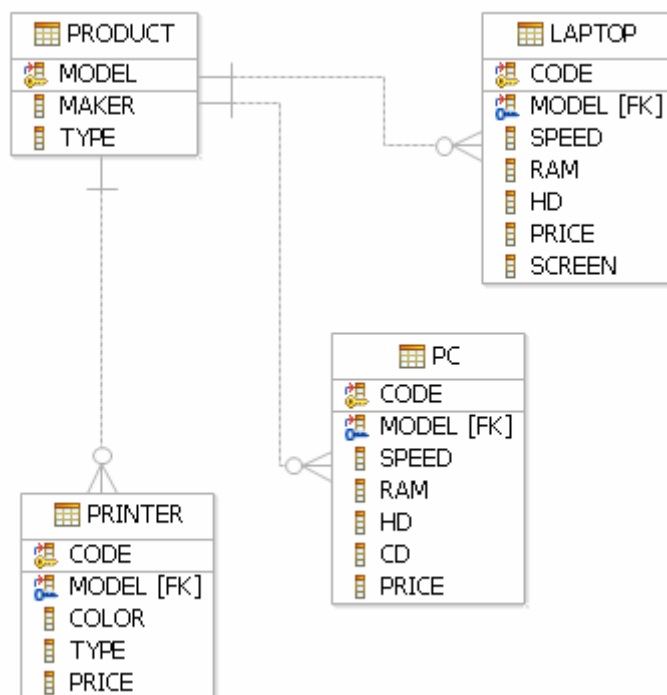 PRODUCT
MODEL
MAKER
TYPE
LAPTOP
CODE
MODEL [FK]
SPEED
RAM
HD
PRICE
SCREEN
PC
CODE
MODEL [FK]
SPEED
RAM
HD
CD
PRICE
PRINTER
CODE
MODEL [FK]
COLOR
TYPE
PRICE